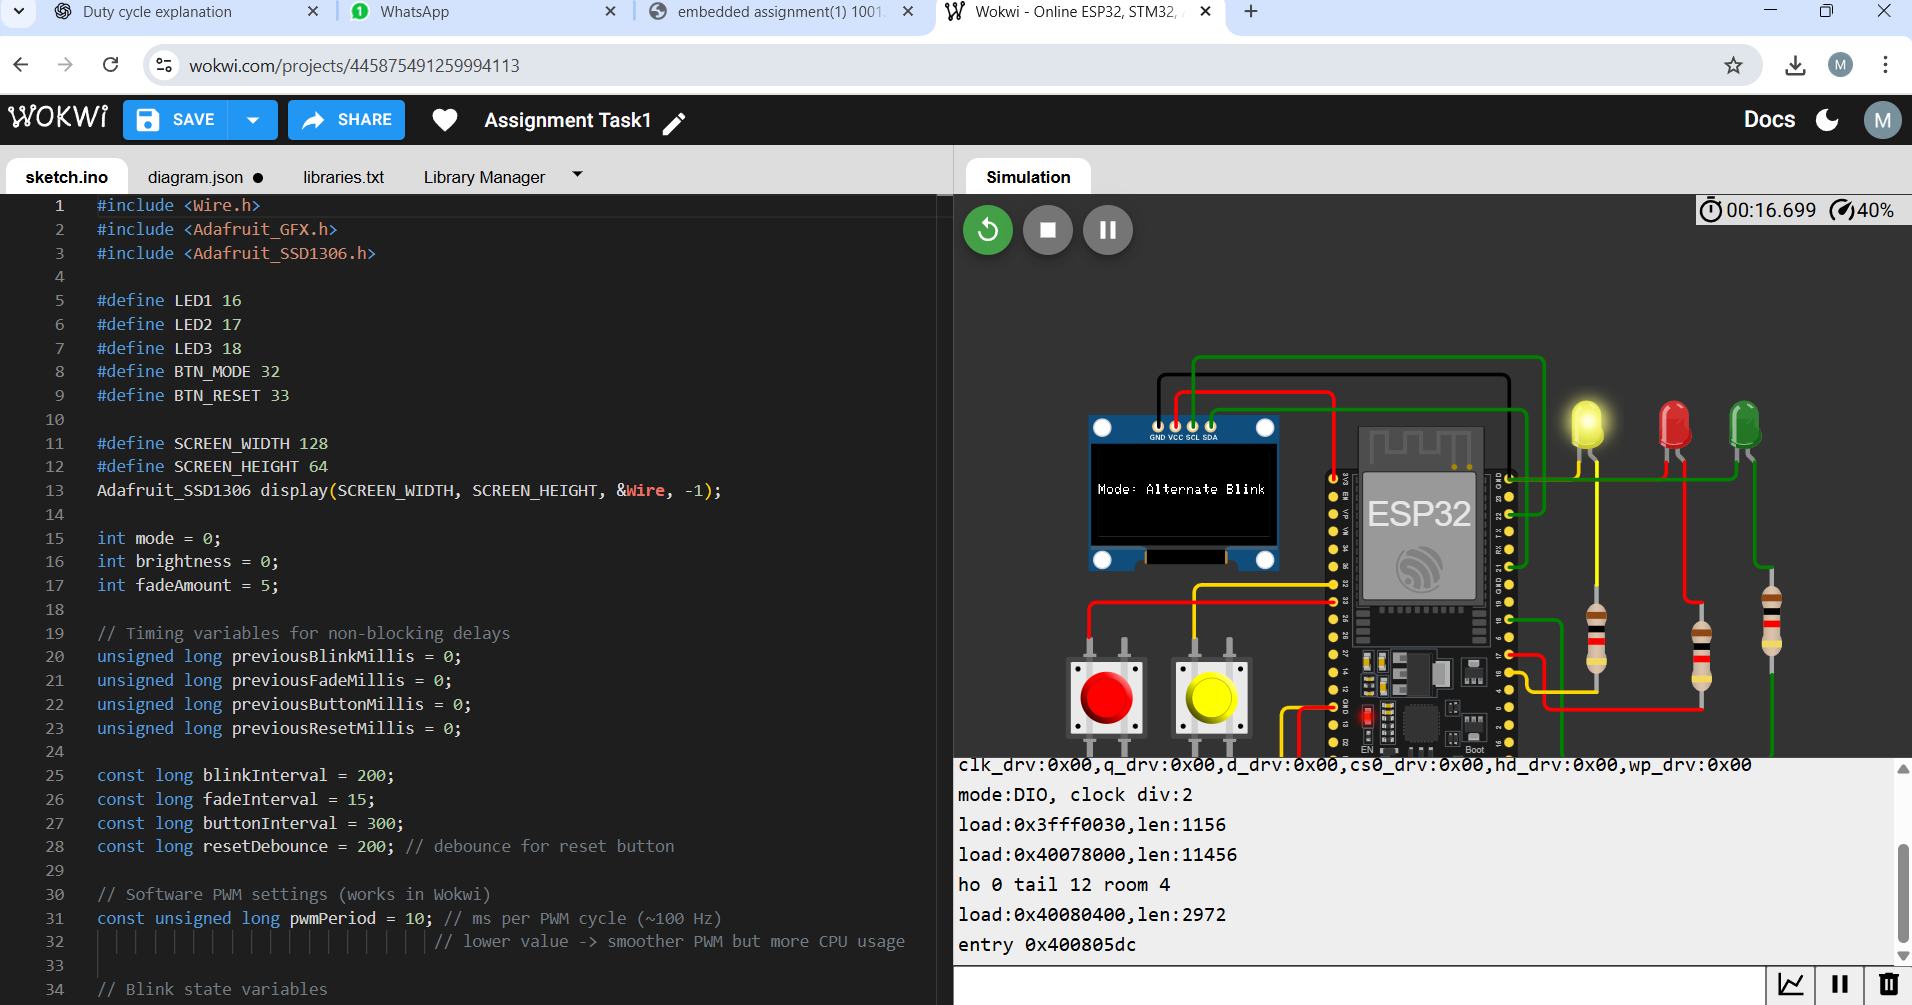 Duty cycle explanation
WhatsApp
embedded assignment(1) 1001
Wokwi - Online ESP32, STM32,
wokwi.com/projects/445875491259994113
M
WOKWi
SAVE
SHARE
Assignment Task1
Docs
M
sketch.ino
diagram.json
libraries.txt
Library Manager
Simulation
00:16.699
40%
1 #include <Wire.h>
2 #include <Adafruit_GFX.h>
3 #include <Adafruit_SSD1306.h>
4
5 #define LED1 16
6 #define LED2 17
7 #define LED3 18
8 #define BTN_MODE 32
9 #define BTN_RESET 33
10
11 #define SCREEN_WIDTH 128
12 #define SCREEN_HEIGHT 64
13 Adafruit_SSD1306 display(SCREEN_WIDTH, SCREEN_HEIGHT, &Wire, -1);
14
15 int mode = 0;
16 int brightness = 0;
17 int fadeAmount = 5;
18
19 // Timing variables for non-blocking delays
20 unsigned long previousBlinkMillis = 0;
21 unsigned long previousFadeMillis = 0;
22 unsigned long previousButtonMillis = 0;
23 unsigned long previousResetMillis = 0;
24
25 const long blinkInterval = 200;
26 const long fadeInterval = 15;
27 const long buttonInterval = 300;
28 const long resetDebounce = 200; // debounce for reset button
29
30 // Software PWM settings (works in Wokwi)
31 const unsigned long pwmPeriod = 10; // ms per PWM cycle (~100 Hz)
32 // lower value -> smoother PWM but more CPU usage
33
34 // Blink state variables
GND VCC SCL SDA
Mode: Alternate Blink
ESP32
EN
Boot
clk_drv:0x00,q_drv:0x00,d_drv:0x00,cs0_drv:0x00,hd_drv:0x00,wp_drv:0x00
mode:DIO, clock div:2
load:0x3fff0030,len:1156
load:0x40078000,len:11456
ho 0 tail 12 room 4
load:0x40080400,len:2972
entry 0x400805dc